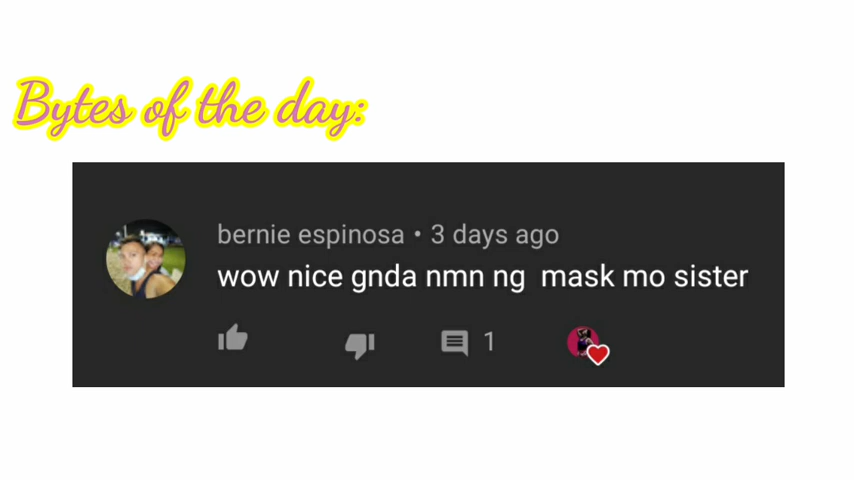 Bytes of the day:
bernie espinosa • 3 days ago
wow nice gnda nmn ng mask mo sister
1